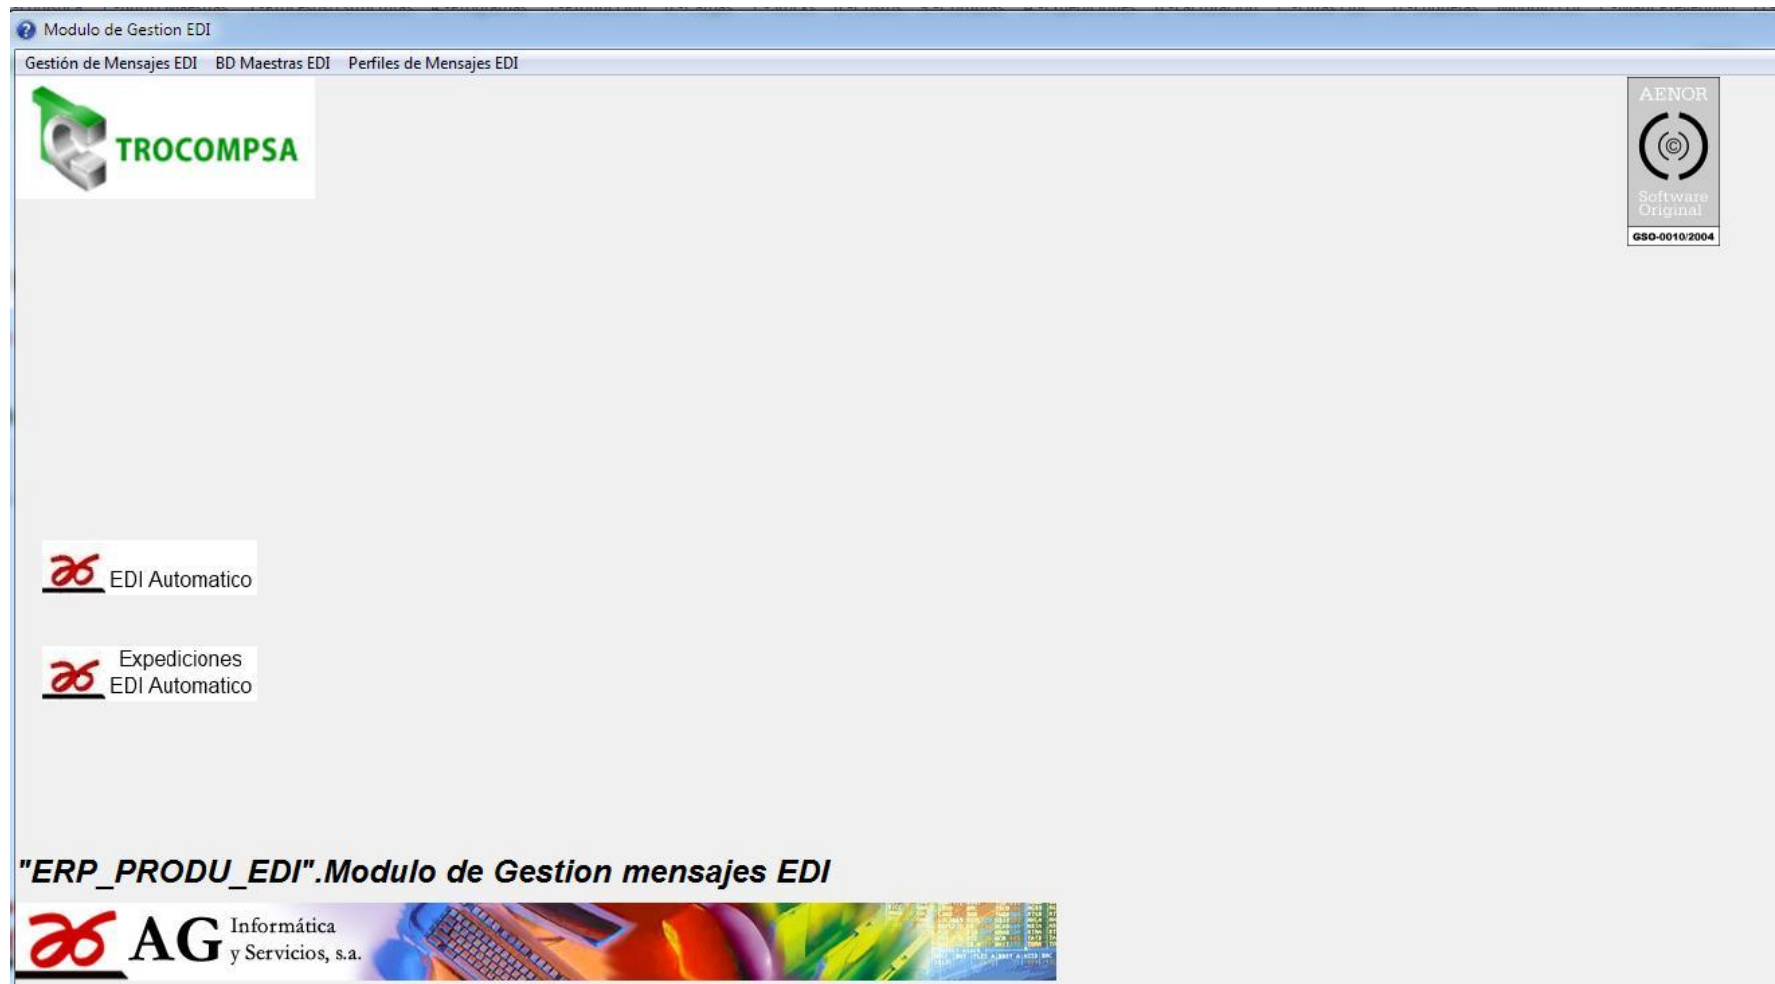 Modulo de Gestion EDI
Gestión de Mensajes EDI BD Maestras EDI Perfiles de Mensajes EDI
TROCOMPSA
AENOR
(©)
Software
Original
GSO-0010/2004
EDI Automatico
Expediciones
EDI Automatico
"ERP_PRODU_EDI".Modulo de Gestion mensajes EDI
AG Informática
y Servicios, s.a.